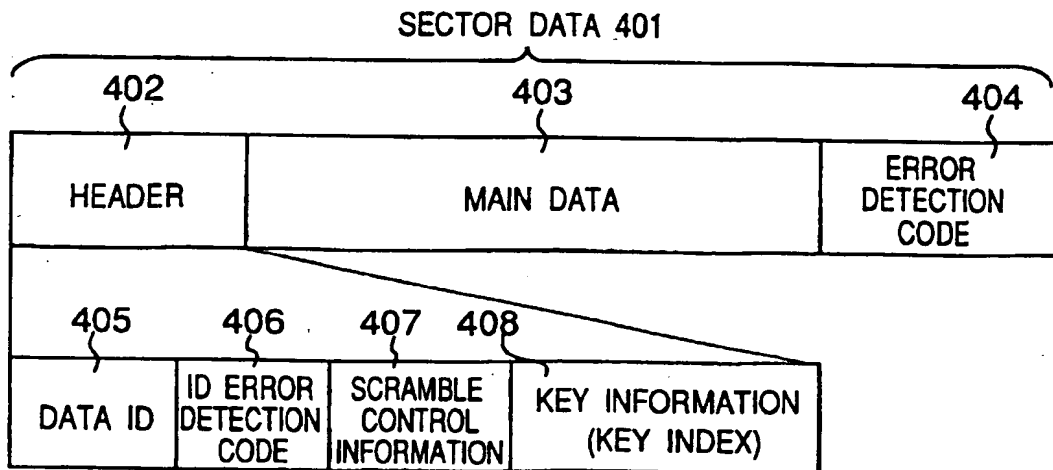 SECTOR DATA 401
402
403
404
HEADER
MAIN DATA
ERROR
DETECTION
CODE
405
406
407
408
DATA ID
ID ERROR
DETECTION
CODE
SCRAMBLE
CONTROL
INFORMATION
KEY INFORMATION
(KEY INDEX)